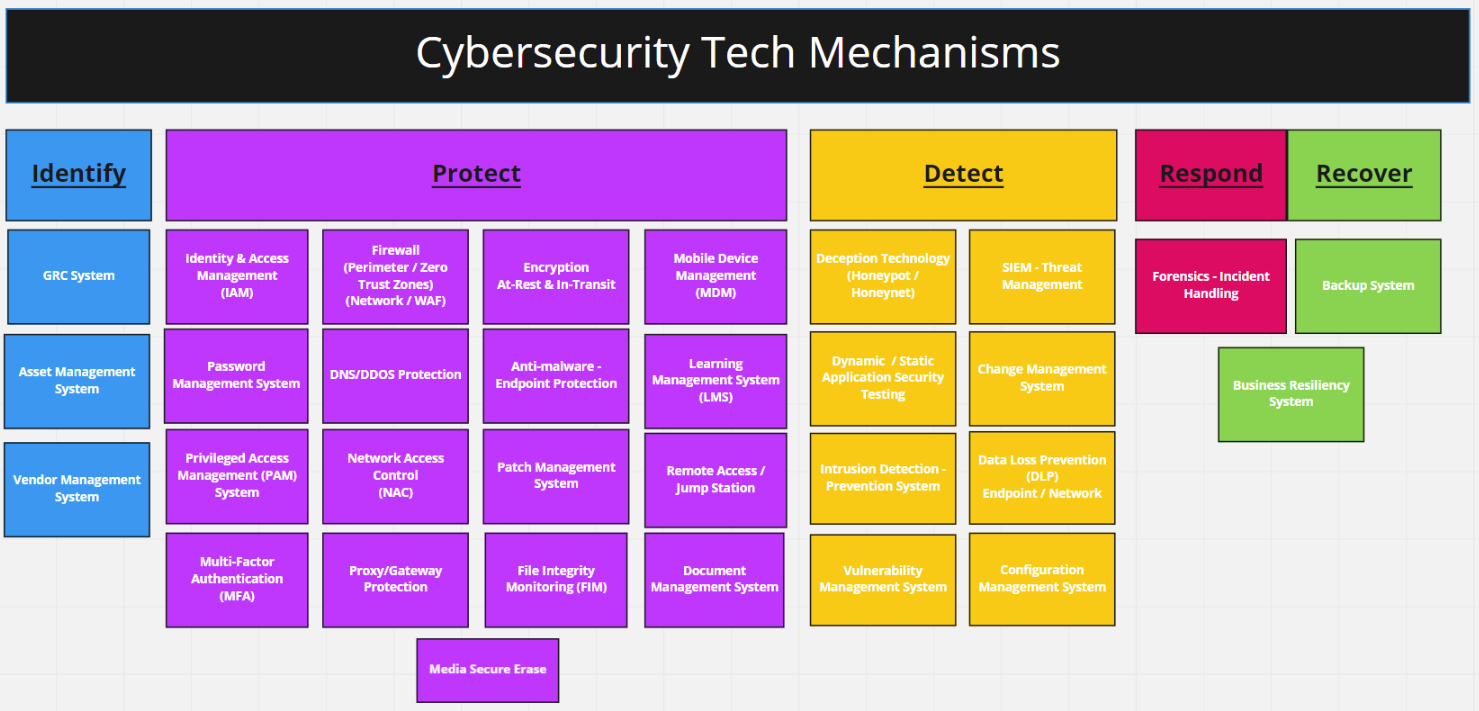 Cybersecurity Tech Mechanisms
Identify
Protect
Detect
Respond
Recover
GRC System
Asset Management
System
Vendor Management
System
Identity & Access
Management
(IAM)
Firewall
(Perimeter / Zero
Trust Zones)
(Network / WAF)
Encryption
At-Rest & In-Transit
Mobile Device
Management
(MDM)
Password
Management System
DNS/DDOS Protection
Anti-malware -
Endpoint Protection
Learning
Management System
(LMS)
Privileged Access
Management (PAM)
System
Network Access
Control
(NAC)
Patch Management
System
Remote Access /
Jump Station
Multi-Factor
Authentication
(MFA)
Proxy/Gateway
Protection
File Integrity
Monitoring (FIM)
Document
Management System
Media Secure Erase
Deception Technology
(Honeypot /
Honeynet)
SIEM - Threat
Management
Dynamic / Static
Application Security
Testing
Change Management
System
Intrusion Detection -
Prevention System
Data Loss Prevention
(DLP)
Endpoint / Network
Vulnerability
Management System
Configuration
Management System
Forensics - Incident
Handling
Backup System
Business Resiliency
System